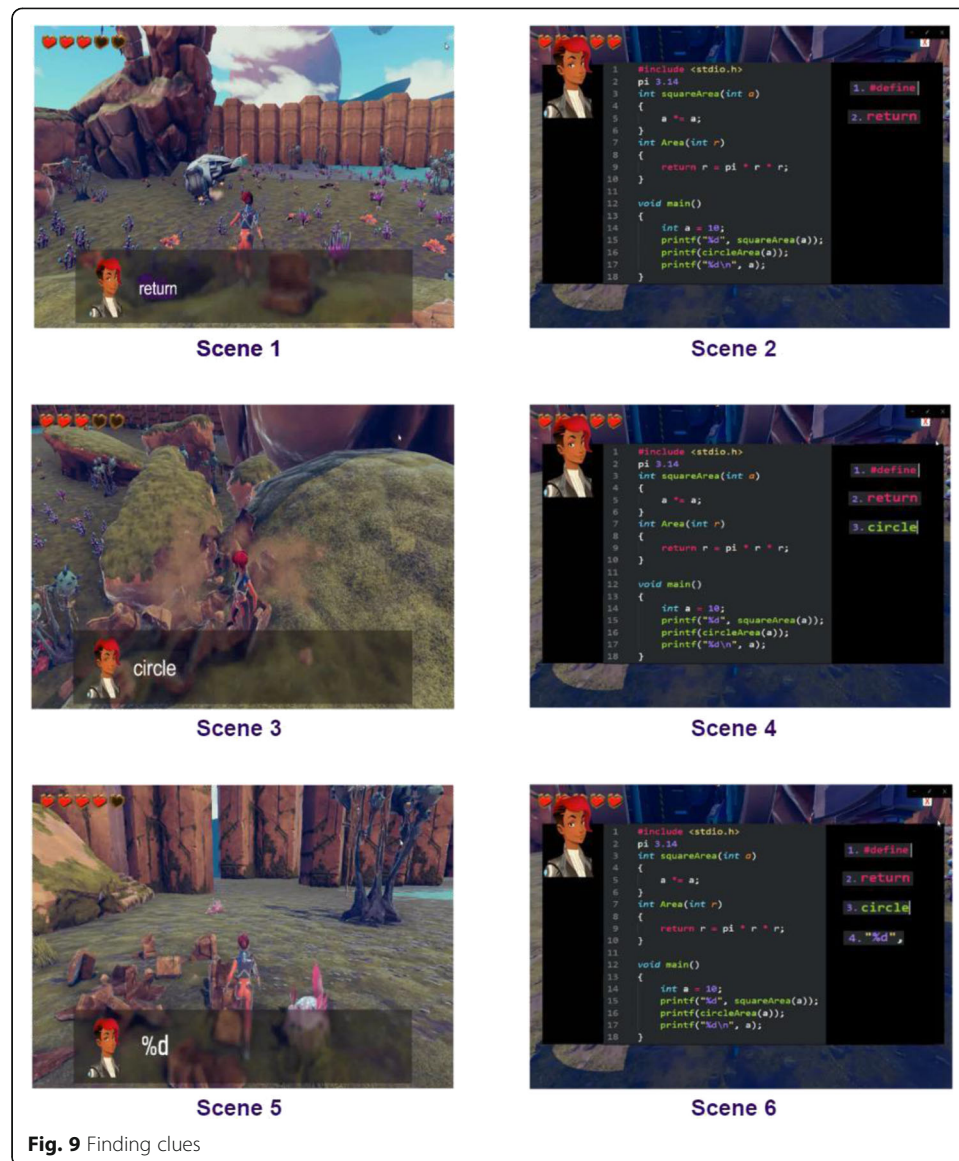 return
Scene 1
1 #include <stdio.h>
2 pi 3.14
3 int squareArea(int a)
4 {
5 a *= a;
6 }
7 int Area(int r)
8 {
9 return r = pi * r * r;
10 }
11
12 void main()
13 {
14 int a = 10;
15 printf("%d", squareArea(a));
16 printf(circleArea(a));
17 printf("%d\n", a);
18 }
1. #define
2. return
X
Scene 2
circle
Scene 3
1 #include <stdio.h>
2 pi 3.14
3 int squareArea(int a)
4 {
5 a *= a;
6 }
7 int Area(int r)
8 {
9 return r = pi * r * r;
10 }
11
12 void main()
13 {
14 int a = 10;
15 printf("%d", squareArea(a));
16 printf(circleArea(a));
17 printf("%d\n", a);
18 }
1. #define
2. return
3. circle
X
Scene 4
%d
Scene 5
1 #include <stdio.h>
2 pi 3.14
3 int squareArea(int a)
4 {
5 a *= a;
6 }
7 int Area(int r)
8 {
9 return r = pi * r * r;
10 }
11
12 void main()
13 {
14 int a = 10;
15 printf("%d", squareArea(a));
16 printf(circleArea(a));
17 printf("%d\n", a);
18 }
1. #define
2. return
3. circle
4. "%d",
X
Scene 6
Fig. 9 Finding clues